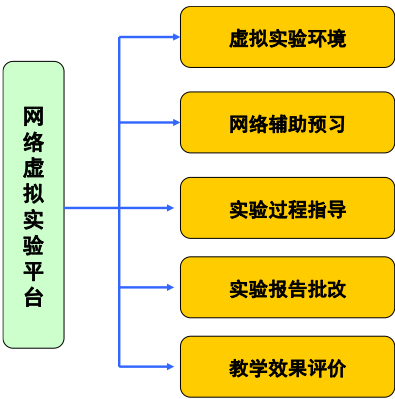 网络虚拟实验平台
虚拟实验环境
网络辅助预习
实验过程指导
实验报告批改
教学效果评价